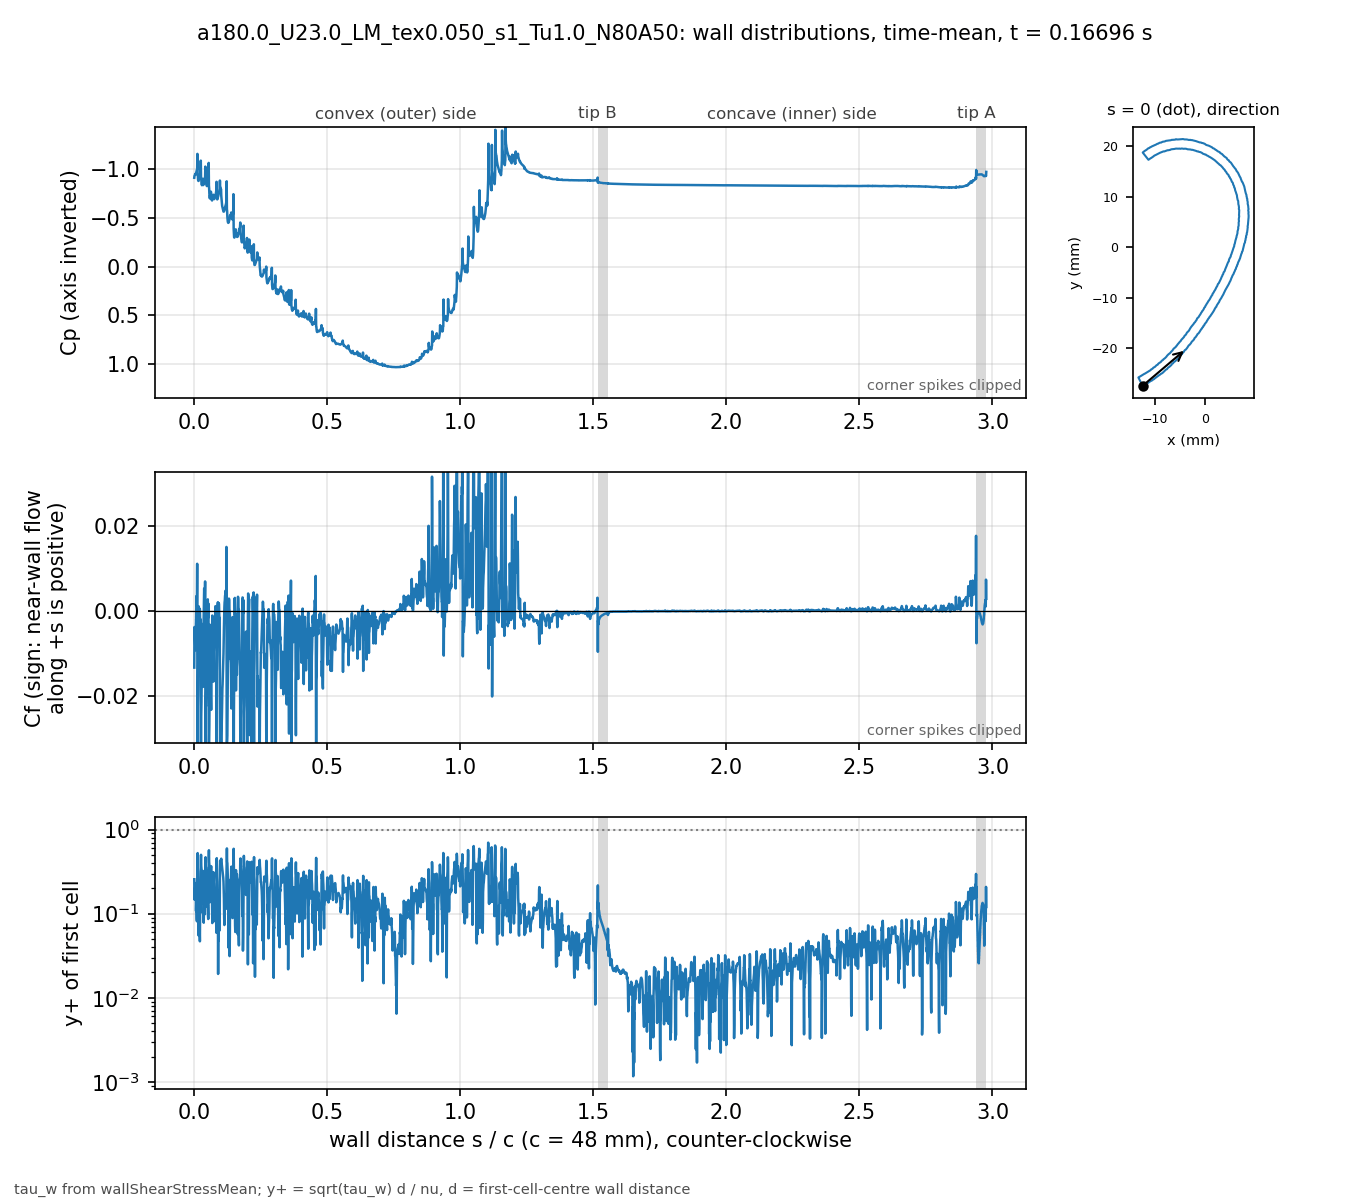 a180.0_U23.0_LM_tex0.050_s1_Tu1.0_N80A50: wall distributions, time-mean, t = 0.16696 s
convex (outer) side
tip B
concave (inner) side
tip A
s = 0 (dot), direction
Cp (axis inverted)
−1.0
−0.5
0.0
0.5
1.0
corner spikes clipped
0.0 0.5 1.0 1.5 2.0 2.5 3.0
y (mm)
20
10
0
−10
−20
−10 0
x (mm)
Cf (sign: near-wall flow
along +s is positive)
0.02
0.00
−0.02
corner spikes clipped
0.0 0.5 1.0 1.5 2.0 2.5 3.0
y+ of first cell
10⁰
10⁻¹
10⁻²
10⁻³
0.0 0.5 1.0 1.5 2.0 2.5 3.0
wall distance s / c (c = 48 mm), counter-clockwise
tau_w from wallShearStressMean; y+ = sqrt(tau_w) d / nu, d = first-cell-centre wall distance